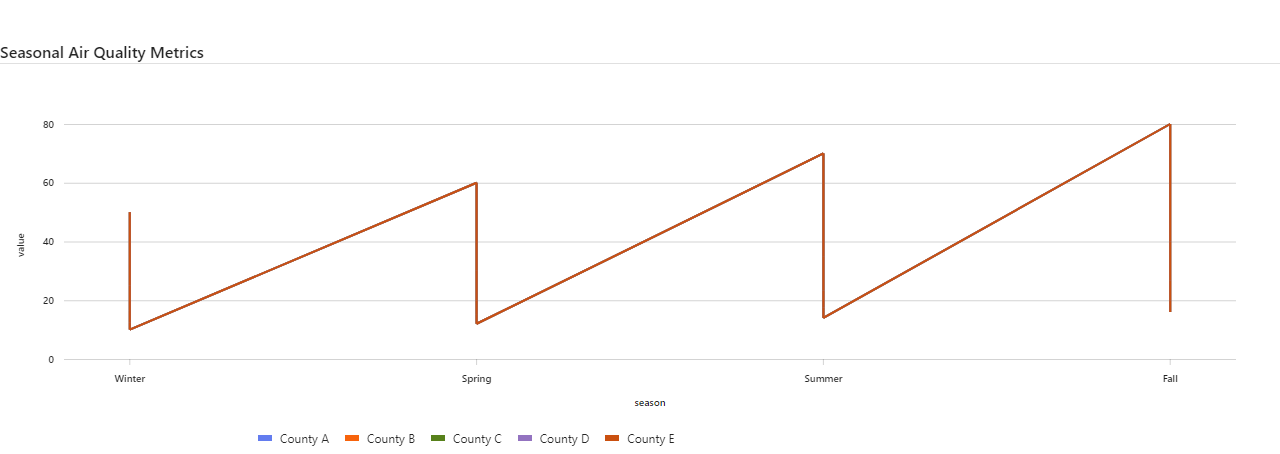 Seasonal Air Quality Metrics
80
60
40
20
0
value
Winter Spring Summer Fall
season
County A County B County C County D County E